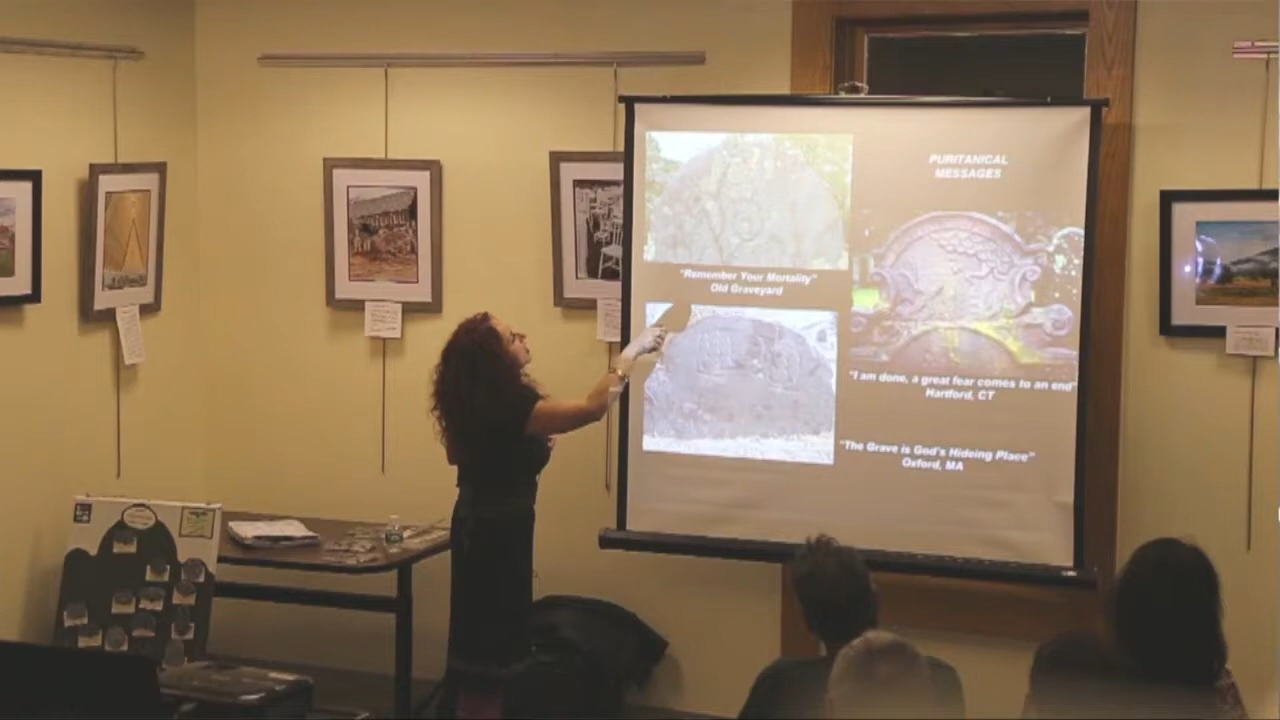 PURITANICAL
MESSAGES
"Remember Your Mortality"
Old Graveyard
"I am done, a great fear comes to an end"
Hartford, CT
"The Grave is God's Hideing Place"
Oxford, MA